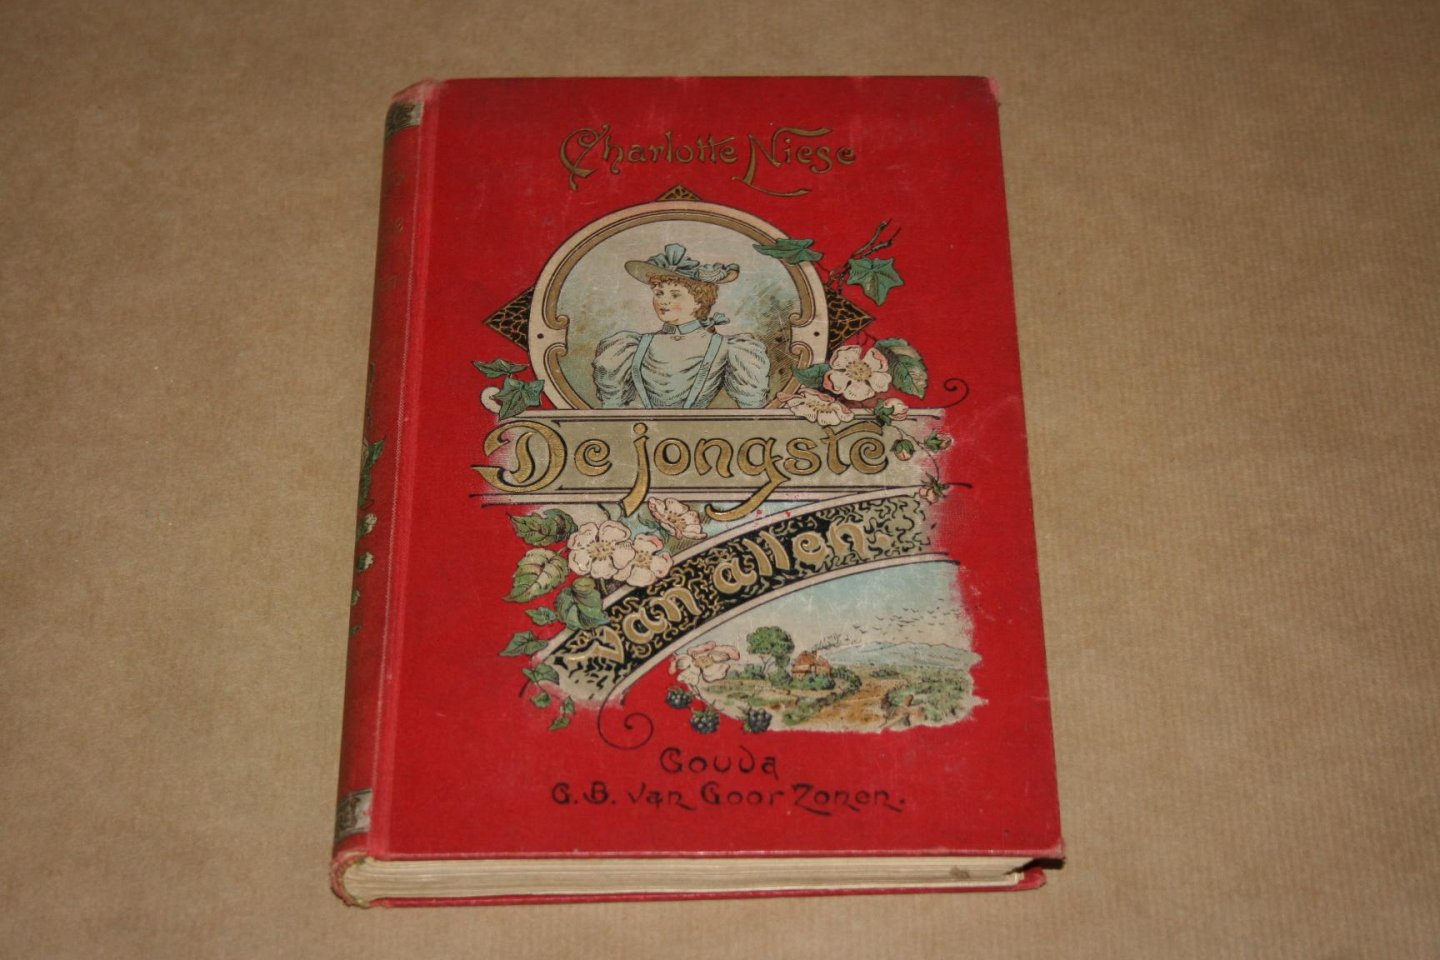 Charlotte Niese
De jongste
van allen.
Gouda
G. B. van Goor Zonen.